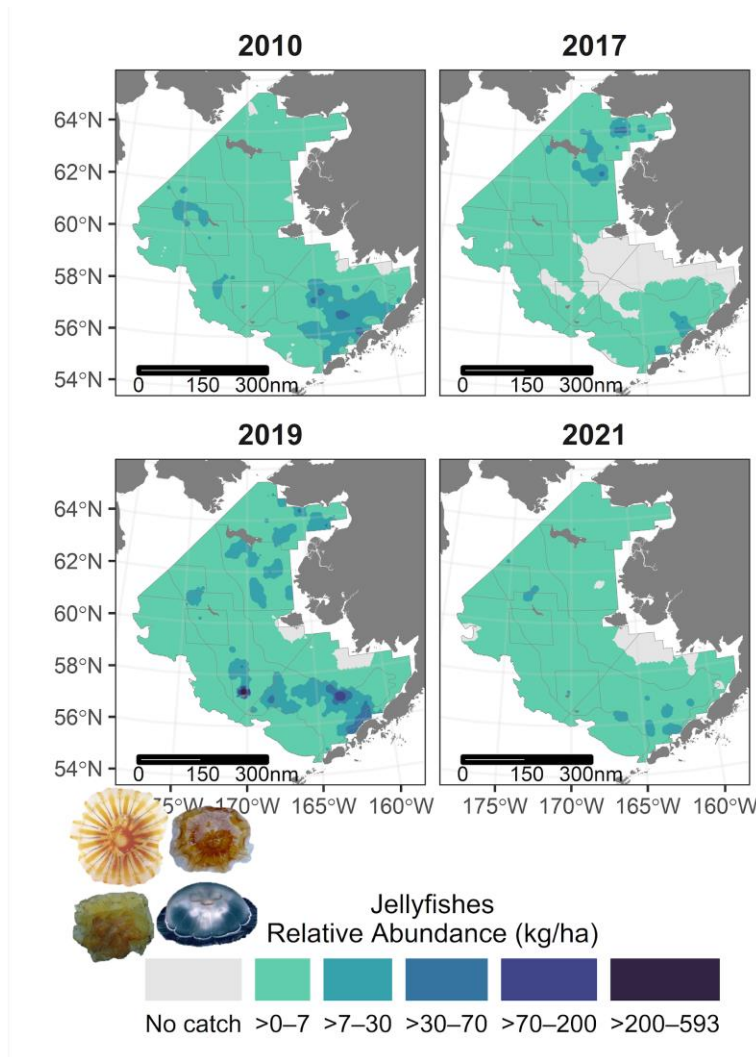 2010 2017
64°N
62°N
60°N
58°N
56°N
54°N
0 150 300nm 0 150 300nm
2019 2021
64°N
62°N
60°N
58°N
56°N
54°N
0 150 300nm 0 150 300nm
175°W 170°W 165°W 160°W 175°W 170°W 165°W 160°W
Jellyfishes
Relative Abundance (kg/ha)
No catch >0–7 >7–30 >30–70 >70–200 >200–593